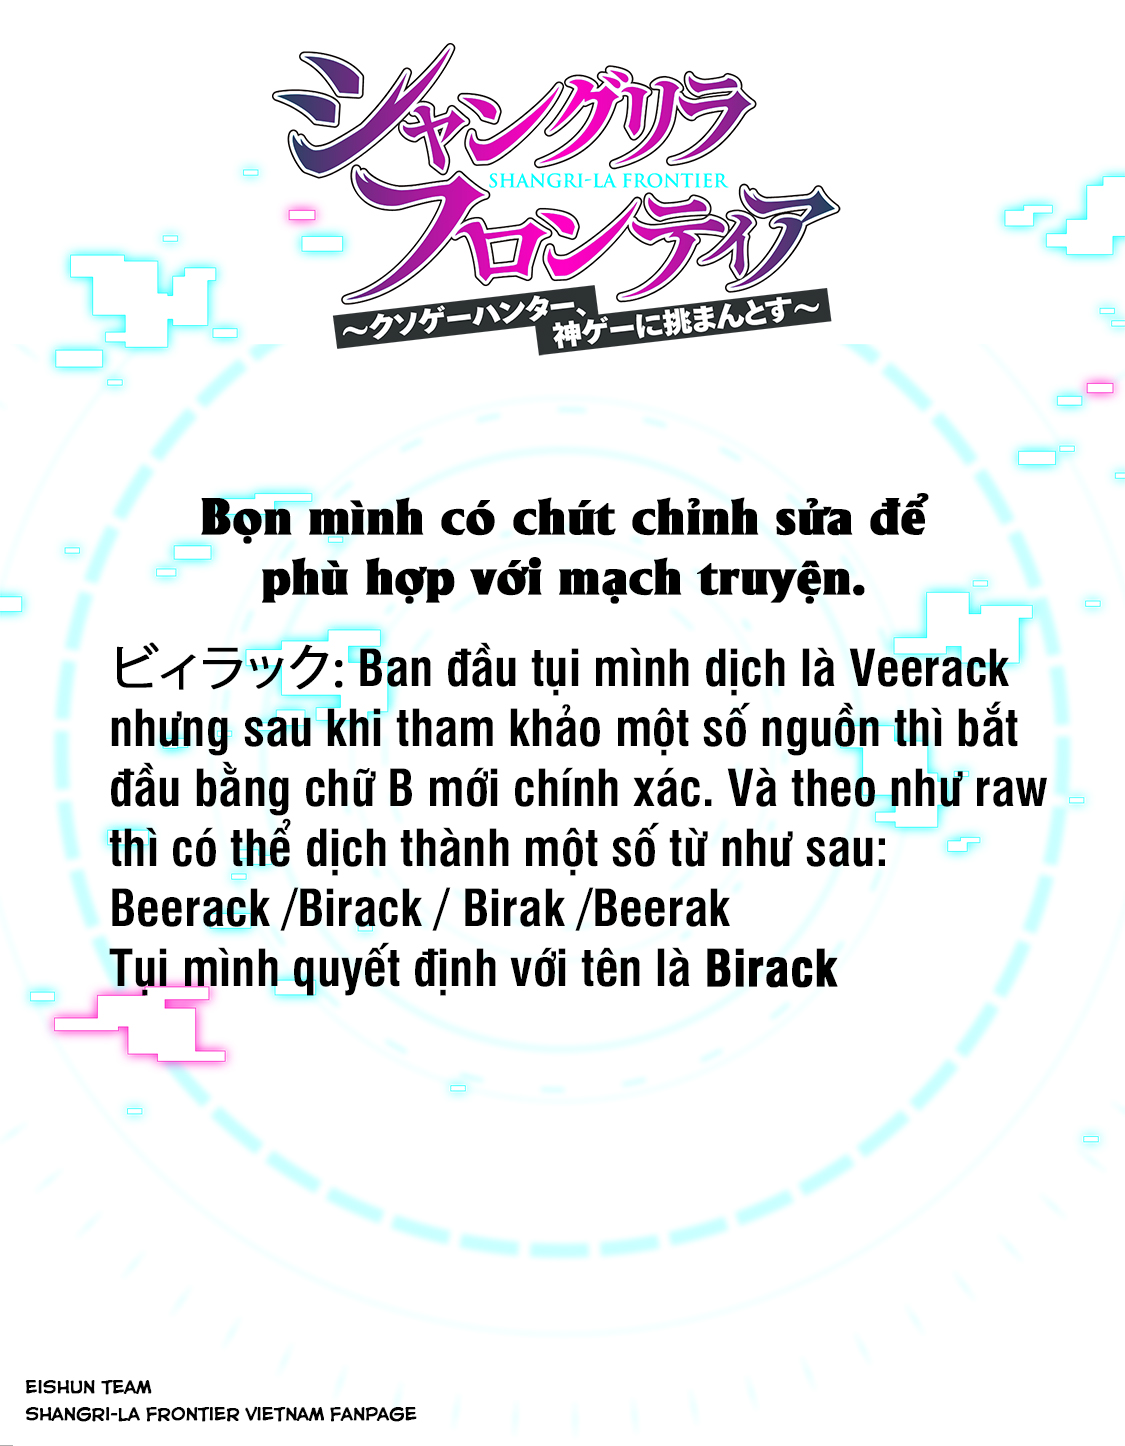 シャングリラ
SHANGRI-LA FRONTIER
フロンティア
～クソゲーハンター、
神ゲーに挑まんとす～
Bọn mình có chút chỉnh sửa để
phù hợp với mạch truyện.
ビィラック: Ban đầu tụi mình dịch là Veerack
nhưng sau khi tham khảo một số nguồn thì bắt
đầu bằng chữ B mới chính xác. Và theo như raw
thì có thể dịch thành một số từ như sau:
Beerack /Birack / Birak /Beerak
Tụi mình quyết định với tên là Birack
EISHUN TEAM
SHANGRI-LA FRONTIER VIETNAM FANPAGE